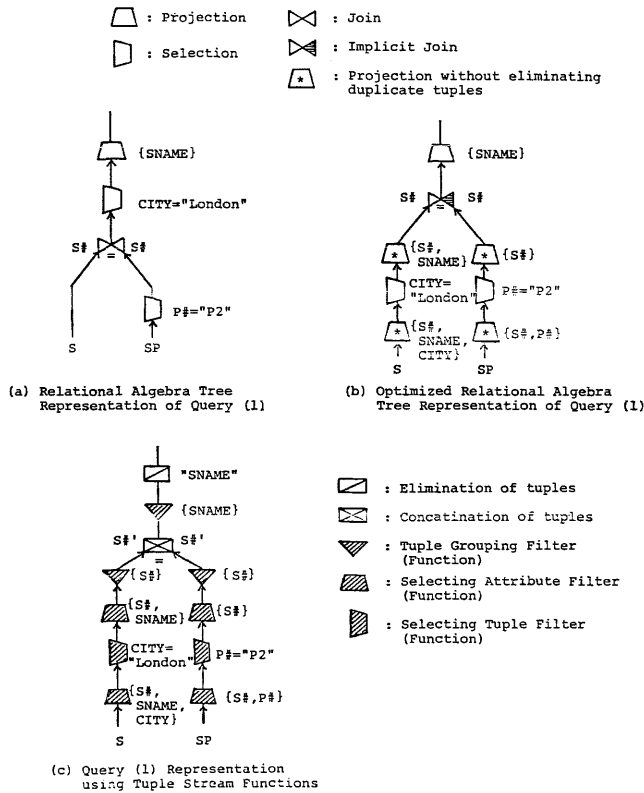 : Projection
: Join
: Selection
: Implicit Join
* : Projection without eliminating
duplicate tuples
{SNAME}
CITY="London"
S# S#
=
P#="P2"
S SP
(a) Relational Algebra Tree
Representation of Query (1)
{SNAME}
S# S#
=
* {S#, SNAME} * {S#}
CITY= "London" P#="P2"
* {S#, SNAME, CITY} * {S#,P#}
S SP
(b) Optimized Relational Algebra
Tree Representation of Query (1)
"SNAME"
{SNAME}
S#' S#'
=
{S#} {S#}
{S#, SNAME} {S#}
CITY= "London" P#="P2"
{S#, SNAME, CITY} {S#,P#}
S SP
(c) Query (1) Representation
using Tuple Stream Functions
: Elimination of tuples
: Concatination of tuples
: Tuple Grouping Filter
(Function)
: Selecting Attribute Filter
(Function)
: Selecting Tuple Filter
(Function)